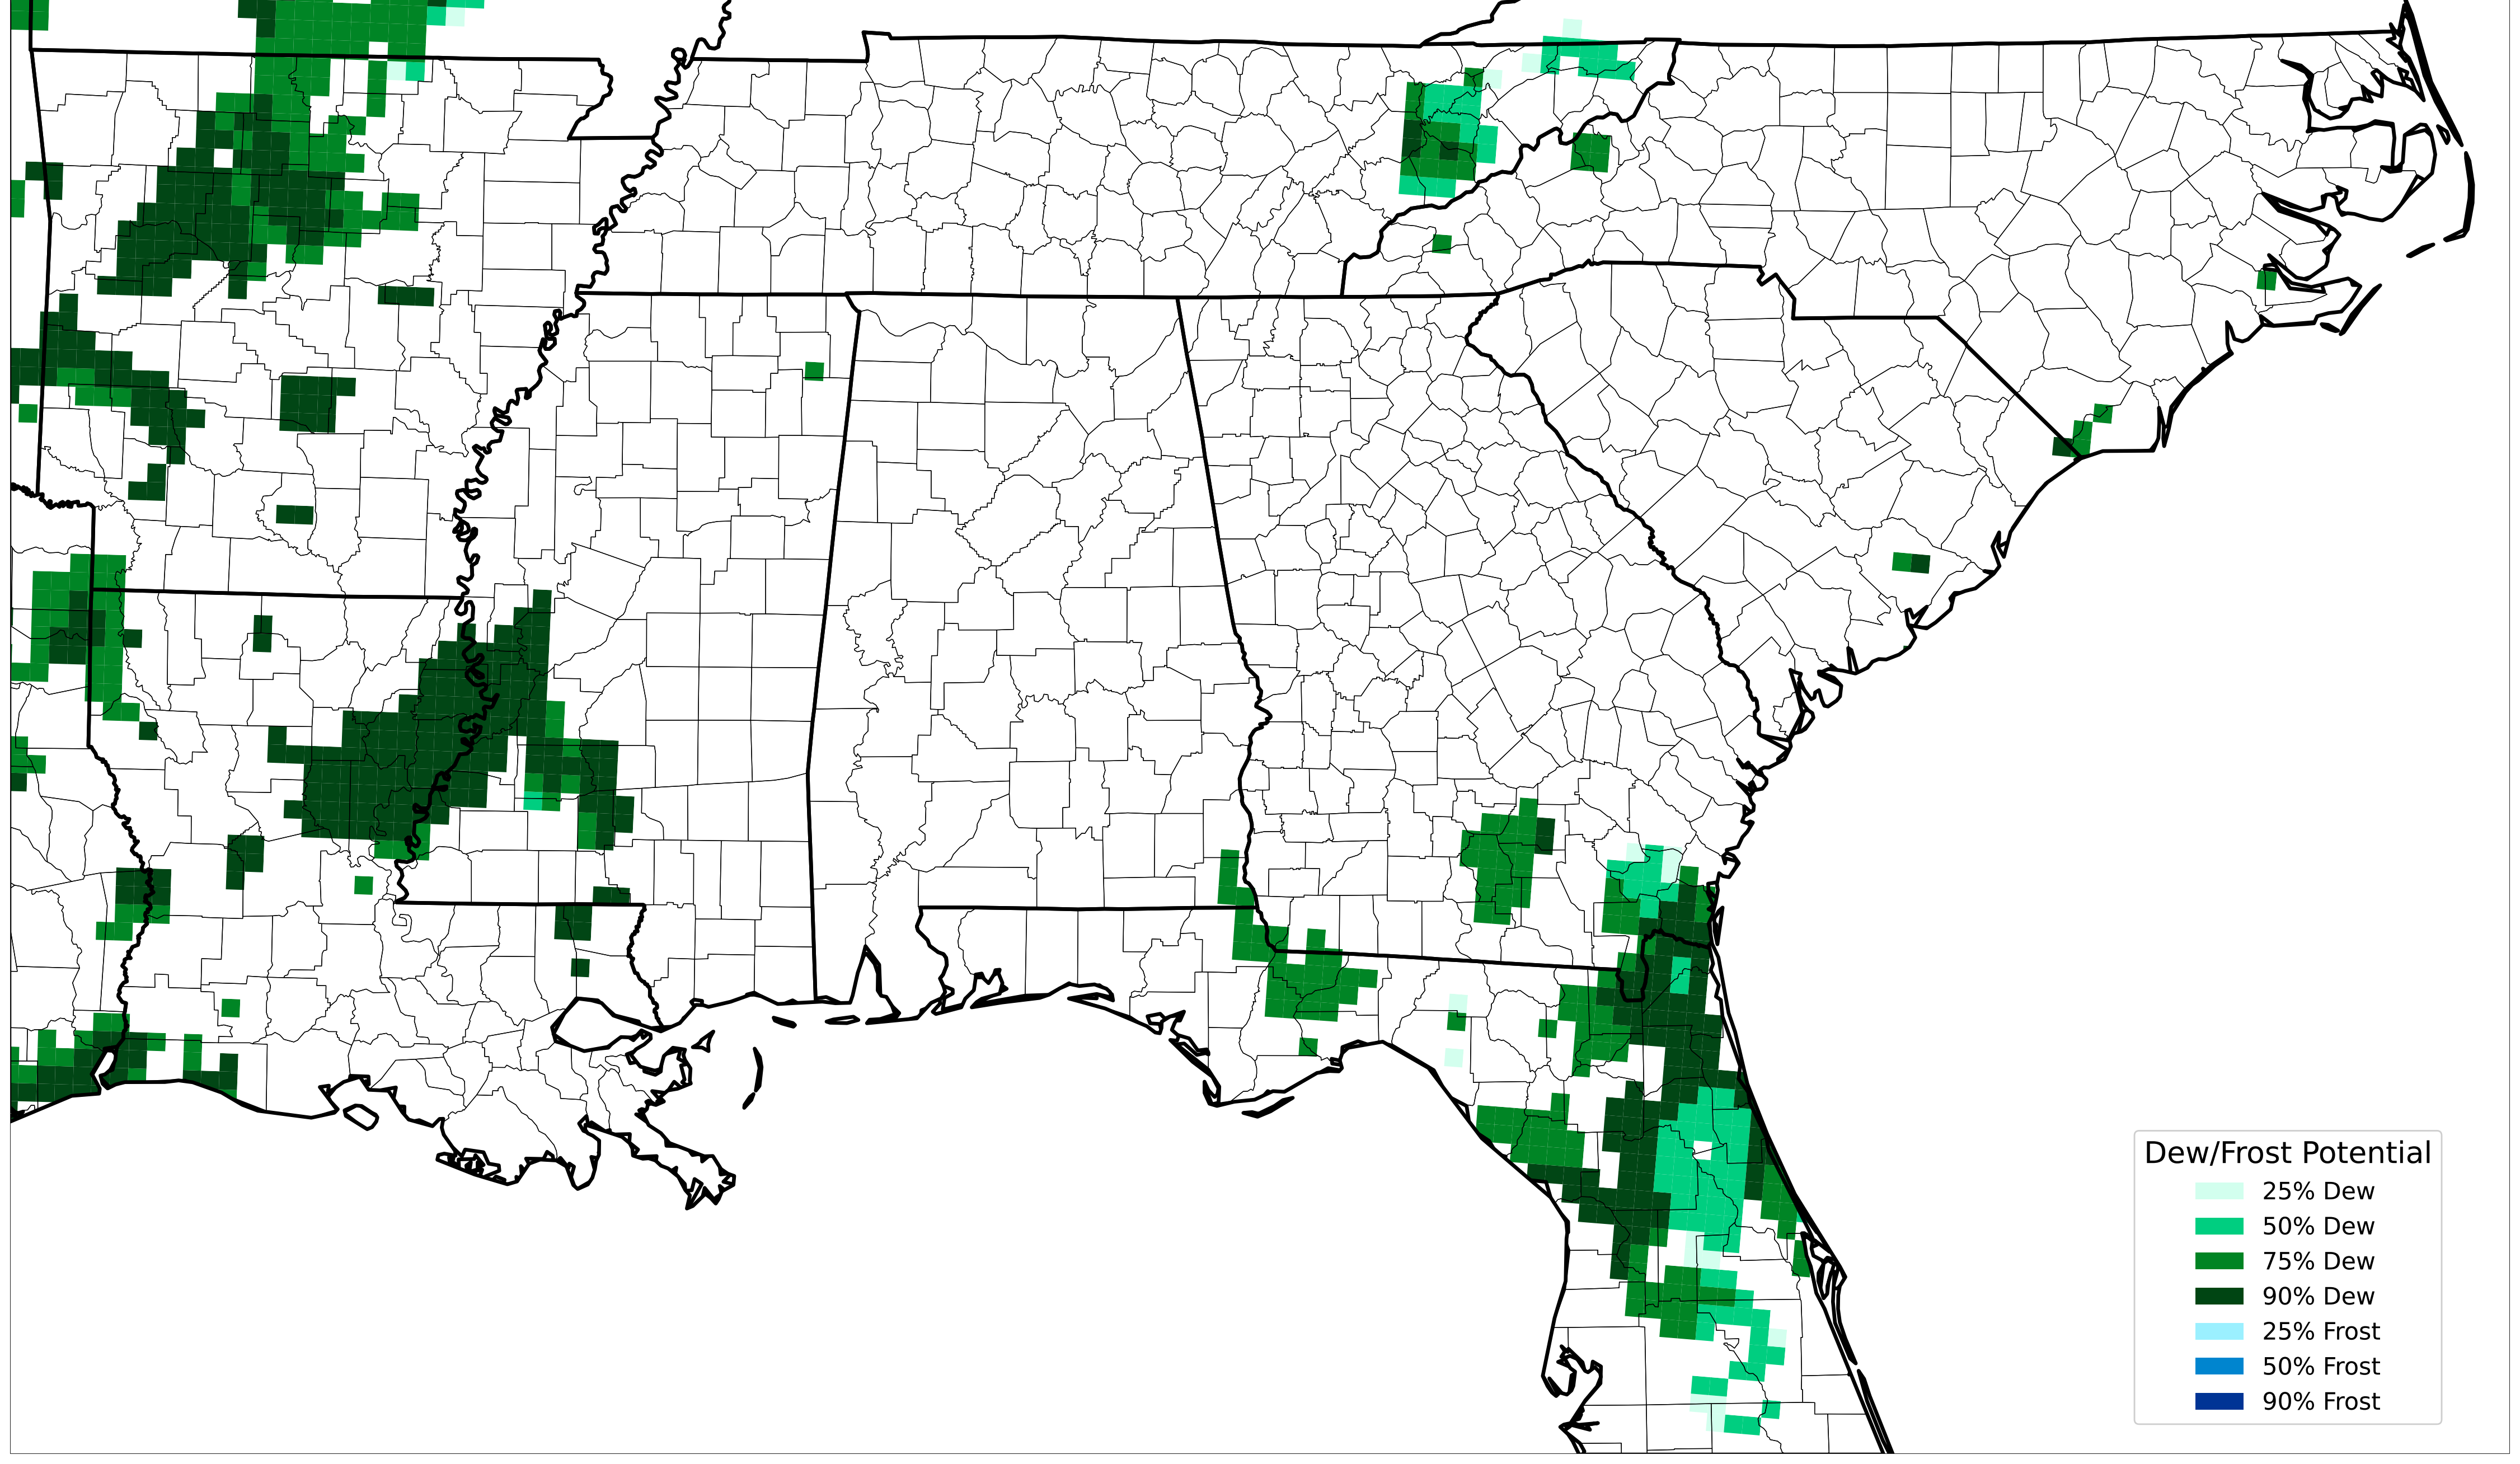 Dew/Frost Potential
25% Dew
50% Dew
75% Dew
90% Dew
25% Frost
50% Frost
90% Frost